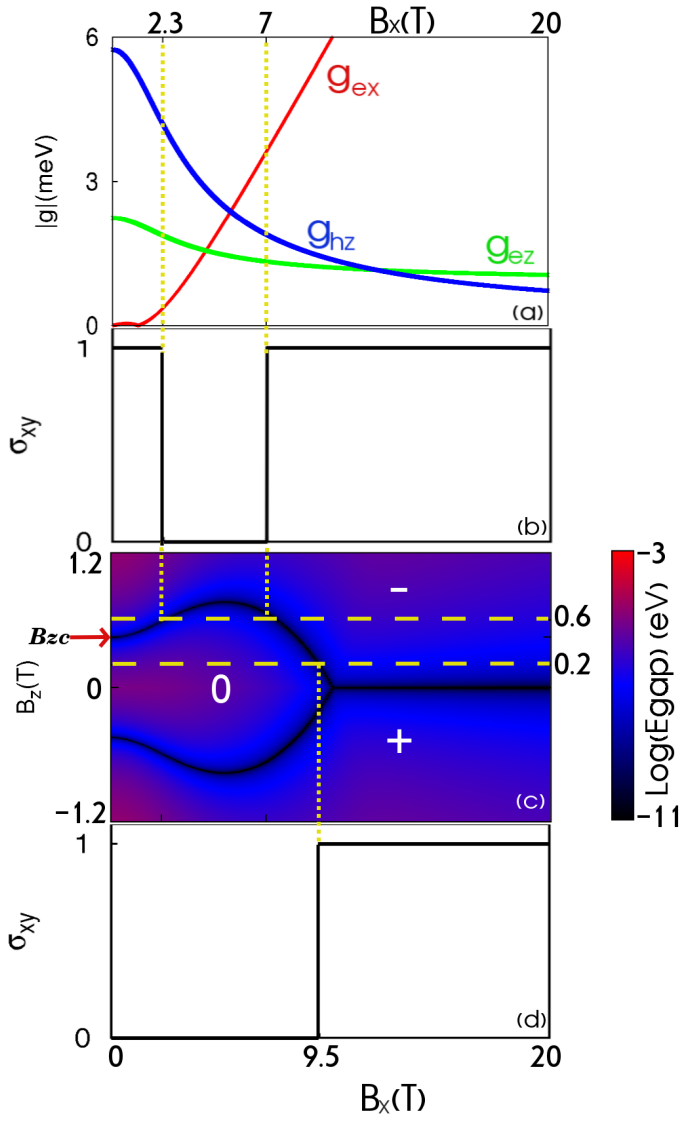 2.3 7 Bx(T) 20
6
gex
|g|(meV)
3
ghz
gez
0
(a)
1
σxy
0
(b)
1.2
-
-3
Bzc
0.6
Bz(T)
0.2
0
0
+
Log(Egap) (eV)
-1.2
(c)
-11
1
σxy
0
(d)
0 9.5 20
Bx(T)